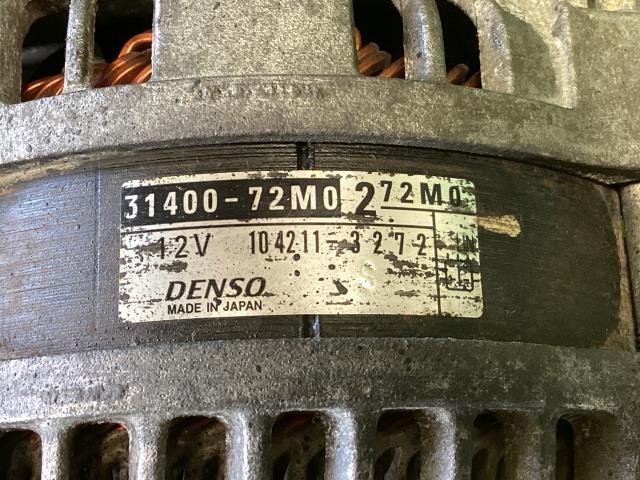 31400-72M0 2 72M0
12V 104211-3272
DENSO S
MADE IN JAPAN